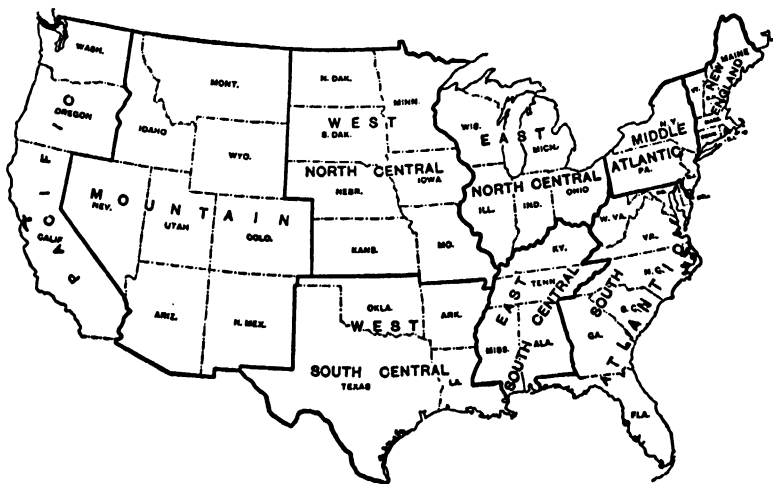 WASH.
OREGON
CALIF
PACIFIC
MONT.
IDAHO
WYO.
NEV.
UTAH
COLO.
ARIZ.
N. MEX.
MOUNTAIN
N. DAK.
S. DAK.
MINN.
NEBR.
IOWA
KANS.
MO.
WEST
NORTH CENTRAL
WIS.
MICH.
ILL.
IND.
OHIO
EAST
NORTH CENTRAL
OKLA.
ARK.
TEXAS
LA.
WEST
SOUTH CENTRAL
KY.
TENN.
MISS.
ALA.
EAST
SOUTH CENTRAL
W. VA.
VA.
N. C.
S. C.
GA.
FLA.
SOUTH
ATLANTIC
N.Y.
PA.
MIDDLE
ATLANTIC
MAINE
NEW
ENGLAND